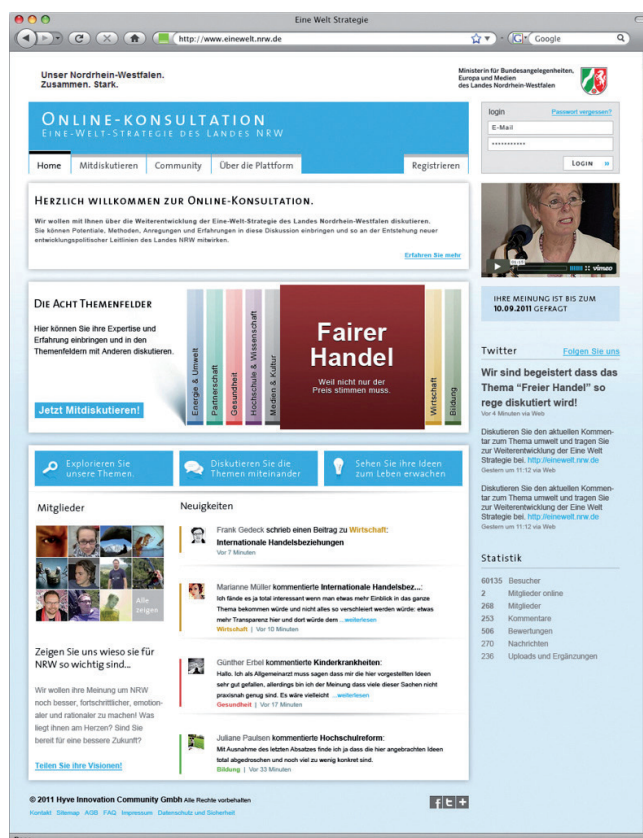 Eine Welt Strategie
http://www.einewelt.nrw.de
Google
Unser Nordrhein-Westfalen.
Zusammen. Stark.
Ministerin für Bundesangelegenheiten,
Europa und Medien
des Landes Nordrhein-Westfalen
ONLINE-KONSULTATION
EINE-WELT-STRATEGIE DES LANDES NRW
Home
Mitdiskutieren
Community
Über die Plattform
Registrieren
login
Passwort vergessen?
E-Mail
LOGIN »
HERZLICH WILLKOMMEN ZUR ONLINE-KONSULTATION.
Wir wollen mit Ihnen über die Weiterentwicklung der Eine-Welt-Strategie des Landes Nordrhein-Westfalen diskutieren.
Sie können Potentiale, Methoden, Anregungen und Erfahrungen in diese Diskussion einbringen und so an der Entstehung neuer
entwicklungspolitischer Leitlinien des Landes NRW mitwirken.
Erfahren Sie mehr
vimeo
IHRE MEINUNG IST BIS ZUM
10.09.2011 GEFRAGT
DIE ACHT THEMENFELDER
Hier können Sie ihre Expertise und
Erfahrung einbringen und in den
Themenfeldern mit Anderen diskutieren.
Jetzt Mitdiskutieren!
Energie & Umwelt
Partnerschaft
Gesundheit
Hochschule & Wissenschaft
Medien & Kultur
Fairer
Handel
Weil nicht nur der
Preis stimmen muss.
Wirtschaft
Bildung
Twitter
Folgen Sie uns
Wir sind begeistert dass das
Thema “Freier Handel” so
rege diskutiert wird!
Vor 4 Minuten via Web
Diskutieren Sie den aktuellen Kommen-
tar zum Thema umwelt und tragen Sie
zur Weiterentwicklung der Eine Welt
Strategie bei. http://einewelt.nrw.de
Gestern um 11:12 via Web
Diskutieren Sie den aktuellen Kommen-
tar zum Thema umwelt und tragen Sie
zur Weiterentwicklung der Eine Welt
Strategie bei. http://einewelt.nrw.de
Gestern um 11:12 via Web
Statistik
60135 Besucher
2 Mitglieder online
268 Mitglieder
253 Kommentare
506 Bewertungen
270 Nachrichten
236 Uploads und Ergänzungen
Explorieren Sie
unsere Themen.
Diskutieren Sie die
Themen miteinander
Sehen Sie ihre Ideen
zum Leben erwachen
Mitglieder
Alle
zeigen
Zeigen Sie uns wieso sie für
NRW so wichtig sind...
Wir wollen ihre Meinung um NRW
noch besser, fortschrittlicher, emotion-
aler und rationaler zu machen! Was
liegt ihnen am Herzen? Sind Sie
bereit für eine bessere Zukunft?
Teilen Sie ihre Visionen!
Neuigkeiten
Frank Gedeck schrieb einen Beitrag zu Wirtschaft:
Internationale Handelsbeziehungen
Vor 7 Minuten
Marianne Müller kommentierte Internationale Handelsbez...:
Ich fände es ja total interessant wenn man etwas mehr Einblick in das ganze
Thema bekommen würde und nicht alles so verschleiert werden würde: etwas
mehr Transparenz hier und dort würde dem ...weiterlesen
Wirtschaft | Vor 10 Minuten
Günther Erbel kommentierte Kinderkrankheiten:
Hallo. Ich als Allgemeinarzt muss sagen dass mir die hier vorgestellten Ideen
sehr gut gefallen, allerdings bin ich der Meinung dass viele dieser Sachen nicht
praxisnah genug sind. Es wäre vielleicht ...weiterlesen
Gesundheit | Vor 17 Minuten
Juliane Paulsen kommentierte Hochschulreform:
Mit Ausnahme des letzten Absatzes finde ich ja dass die hier angebrachten Ideen
total abgedroschen und noch viel zu wenig konkret sind.
Bildung | Vor 33 Minuten
© 2011 Hyve Innovation Community GmbH Alle Rechte vorbehalten
Kontakt Sitemap AGB FAQ Impressum Datenschutz und Sicherheit